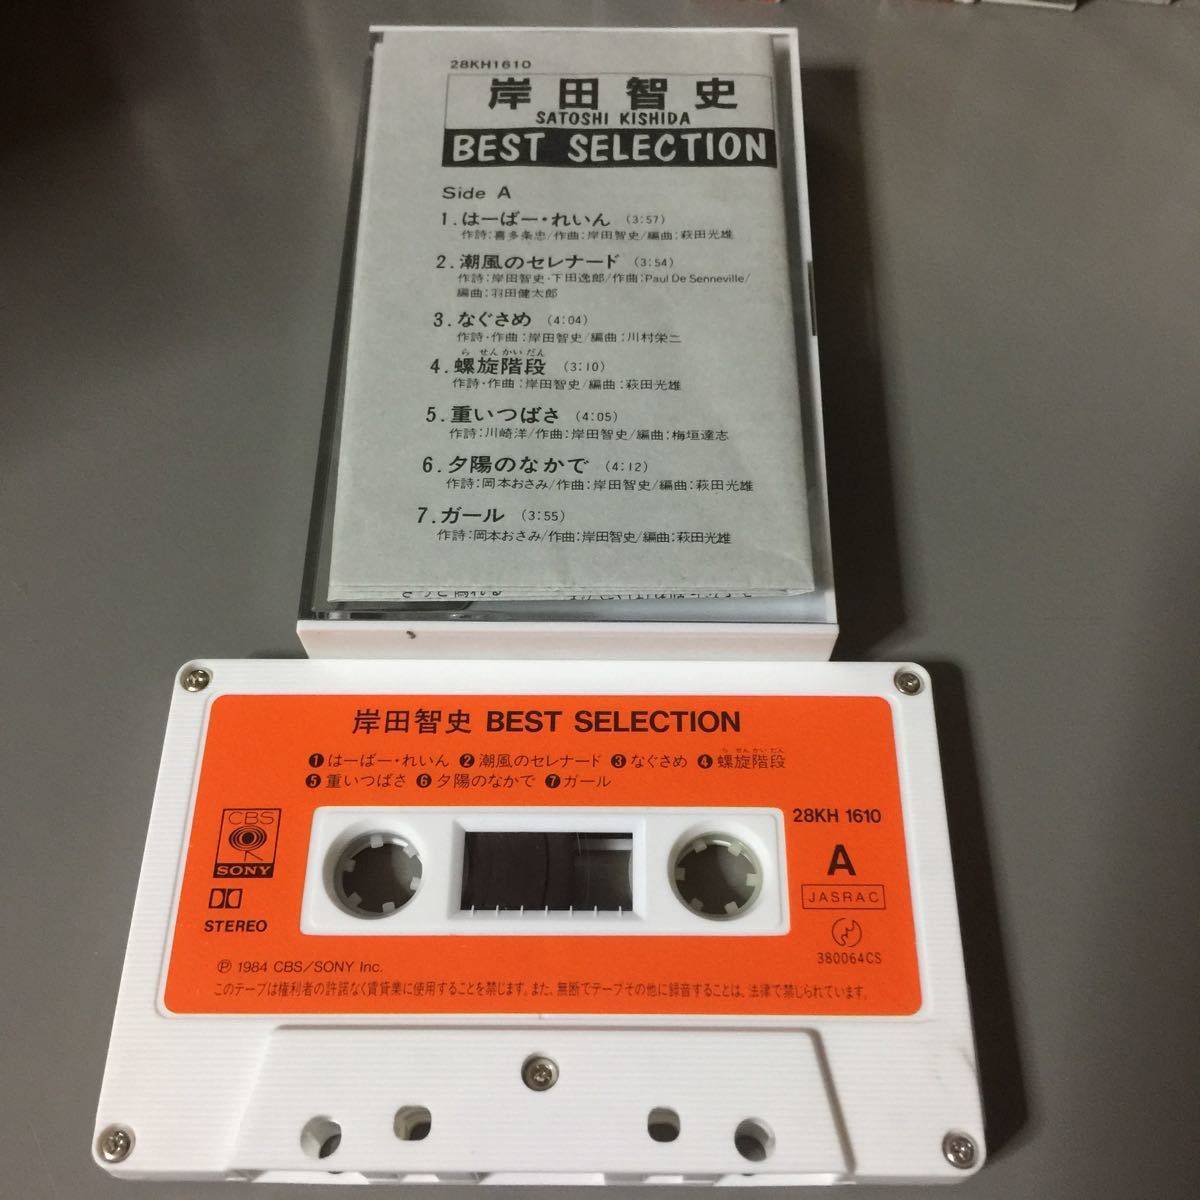 28KH1610
岸田智史
SATOSHI KISHIDA
BEST SELECTION
Side A
1.はーばー・れいん (3:57)
作詩:喜多条忠/作曲:岸田智史/編曲:萩田光雄
2.潮風のセレナード (3:54)
作詩:岸田智史・下田逸郎/作曲:Paul De Senneville/
編曲:羽田健太郎
3.なぐさめ (4:04)
作詩・作曲:岸田智史/編曲:川村栄二
ら せん かい だん
4.螺旋階段 (3:10)
作詩・作曲:岸田智史/編曲:萩田光雄
5.重いつばさ (4:05)
作詩:川崎洋/作曲:岸田智史/編曲:梅垣達志
6.夕陽のなかで (4:12)
作詩:岡本おさみ/作曲:岸田智史/編曲:萩田光雄
7.ガール (3:55)
作詩:岡本おさみ/作曲:岸田智史/編曲:萩田光雄
岸田智史 BEST SELECTION
ら せん かい だん
❶はーばー・れいん ❷潮風のセレナード ❸なぐさめ ❹螺旋階段
❺重いつばさ ❻夕陽のなかで ❼ガール
CBS
SONY
STEREO
28KH 1610
A
JASRAC
380064CS
Ⓟ 1984 CBS/SONY Inc.
このテープは権利者の許諾なく賃貸業に使用することを禁じます。また、無断でテープその他に録音することは、法律で禁じられています。